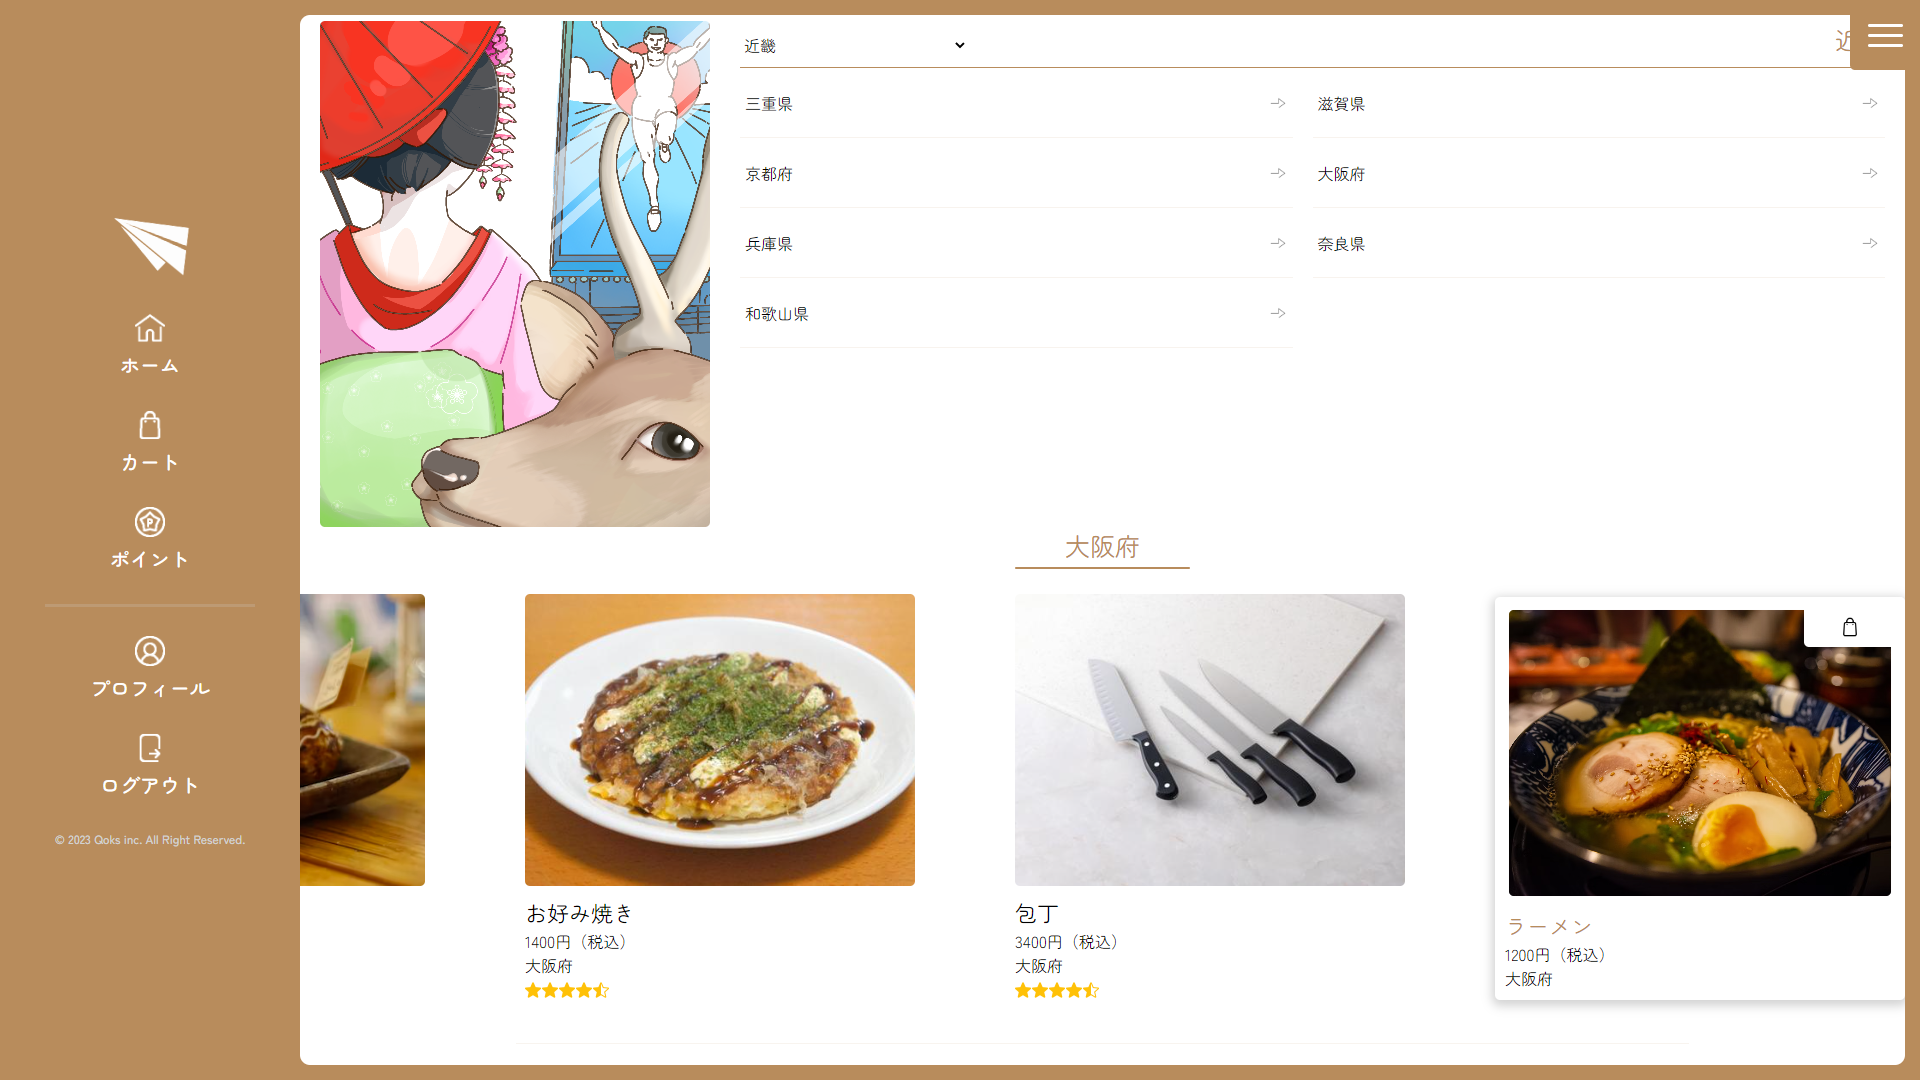 ホーム
カート
ポイント
プロフィール
ログアウト
© 2023 Qoks inc. All Right Reserved.
近畿
近
三重県
滋賀県
京都府
大阪府
兵庫県
奈良県
和歌山県
大阪府
お好み焼き
1400円（税込）
大阪府
包丁
3400円（税込）
大阪府
ラーメン
1200円（税込）
大阪府